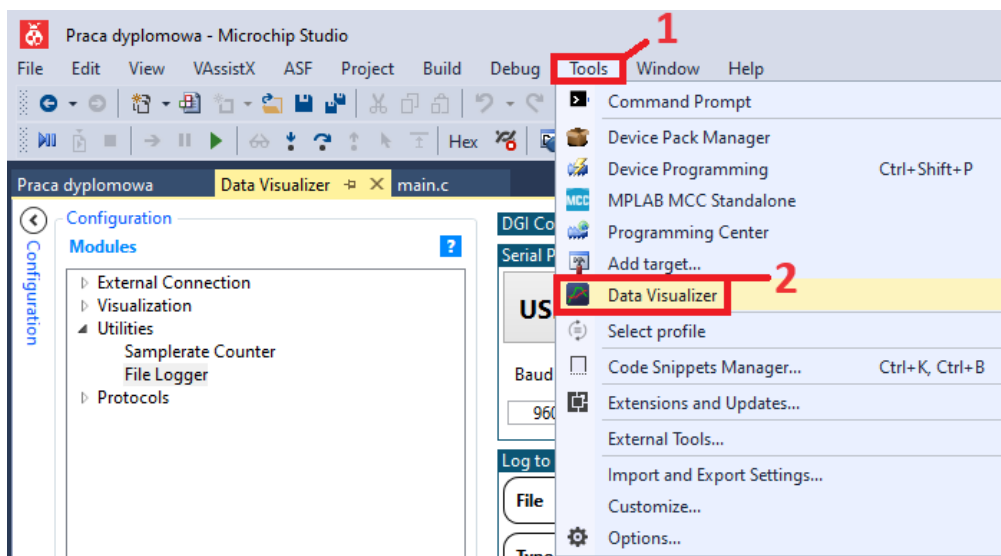 1
Praca dyplomowa - Microchip Studio
File Edit View VAssistX ASF Project Build Debug Tools Window Help
Hex
Praca dyplomowa
Data Visualizer
main.c
Configuration
Configuration
Modules
?
External Connection
Visualization
Utilities
Samplerate Counter
File Logger
Protocols
DGI Co
Serial P
US
Baud
960
Log to
File
Command Prompt
Device Pack Manager
Device Programming Ctrl+Shift+P
MCC MPLAB MCC Standalone
Programming Center
Add target...
Data Visualizer
2
Select profile
Code Snippets Manager... Ctrl+K, Ctrl+B
Extensions and Updates...
External Tools...
Import and Export Settings...
Customize...
Options...